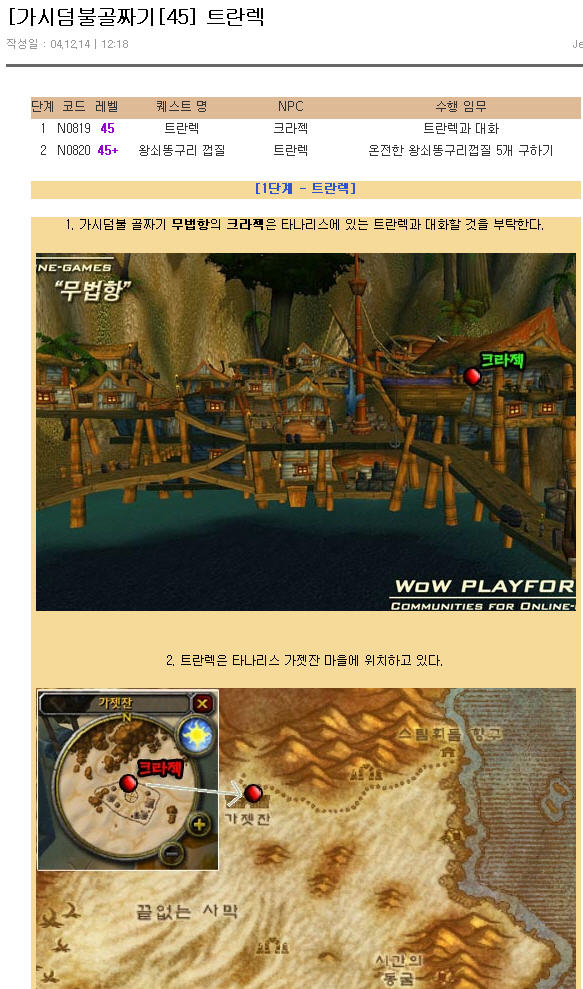 [가시덤불골짜기[45] 트란렉
작성일 : 04,12,14 | 12:18
Je
단계 코드 레벨 퀘스트 명 NPC 수행 임무
1 N0819 45 트란렉 크라젝 트란렉과 대화
2 N0820 45+ 왕쇠똥구리 껍질 트란렉 온전한 왕쇠똥구리껍질 5개 구하기
[1단계 - 트란렉]
1. 가시덤불 골짜기 무법항의 크라젝은 타나리스에 있는 트란렉과 대화할 것을 부탁한다.
NE-GAMES
"무법항"
크라젝
WoW PLAYFOR
COMMUNITIES FOR ONLINE-
2. 트란렉은 타나리스 가젯잔 마을에 위치하고 있다.
가젯잔
N
크라젝
스팀휘들 항구
가젯잔
끝없는 사막
시간의
동굴